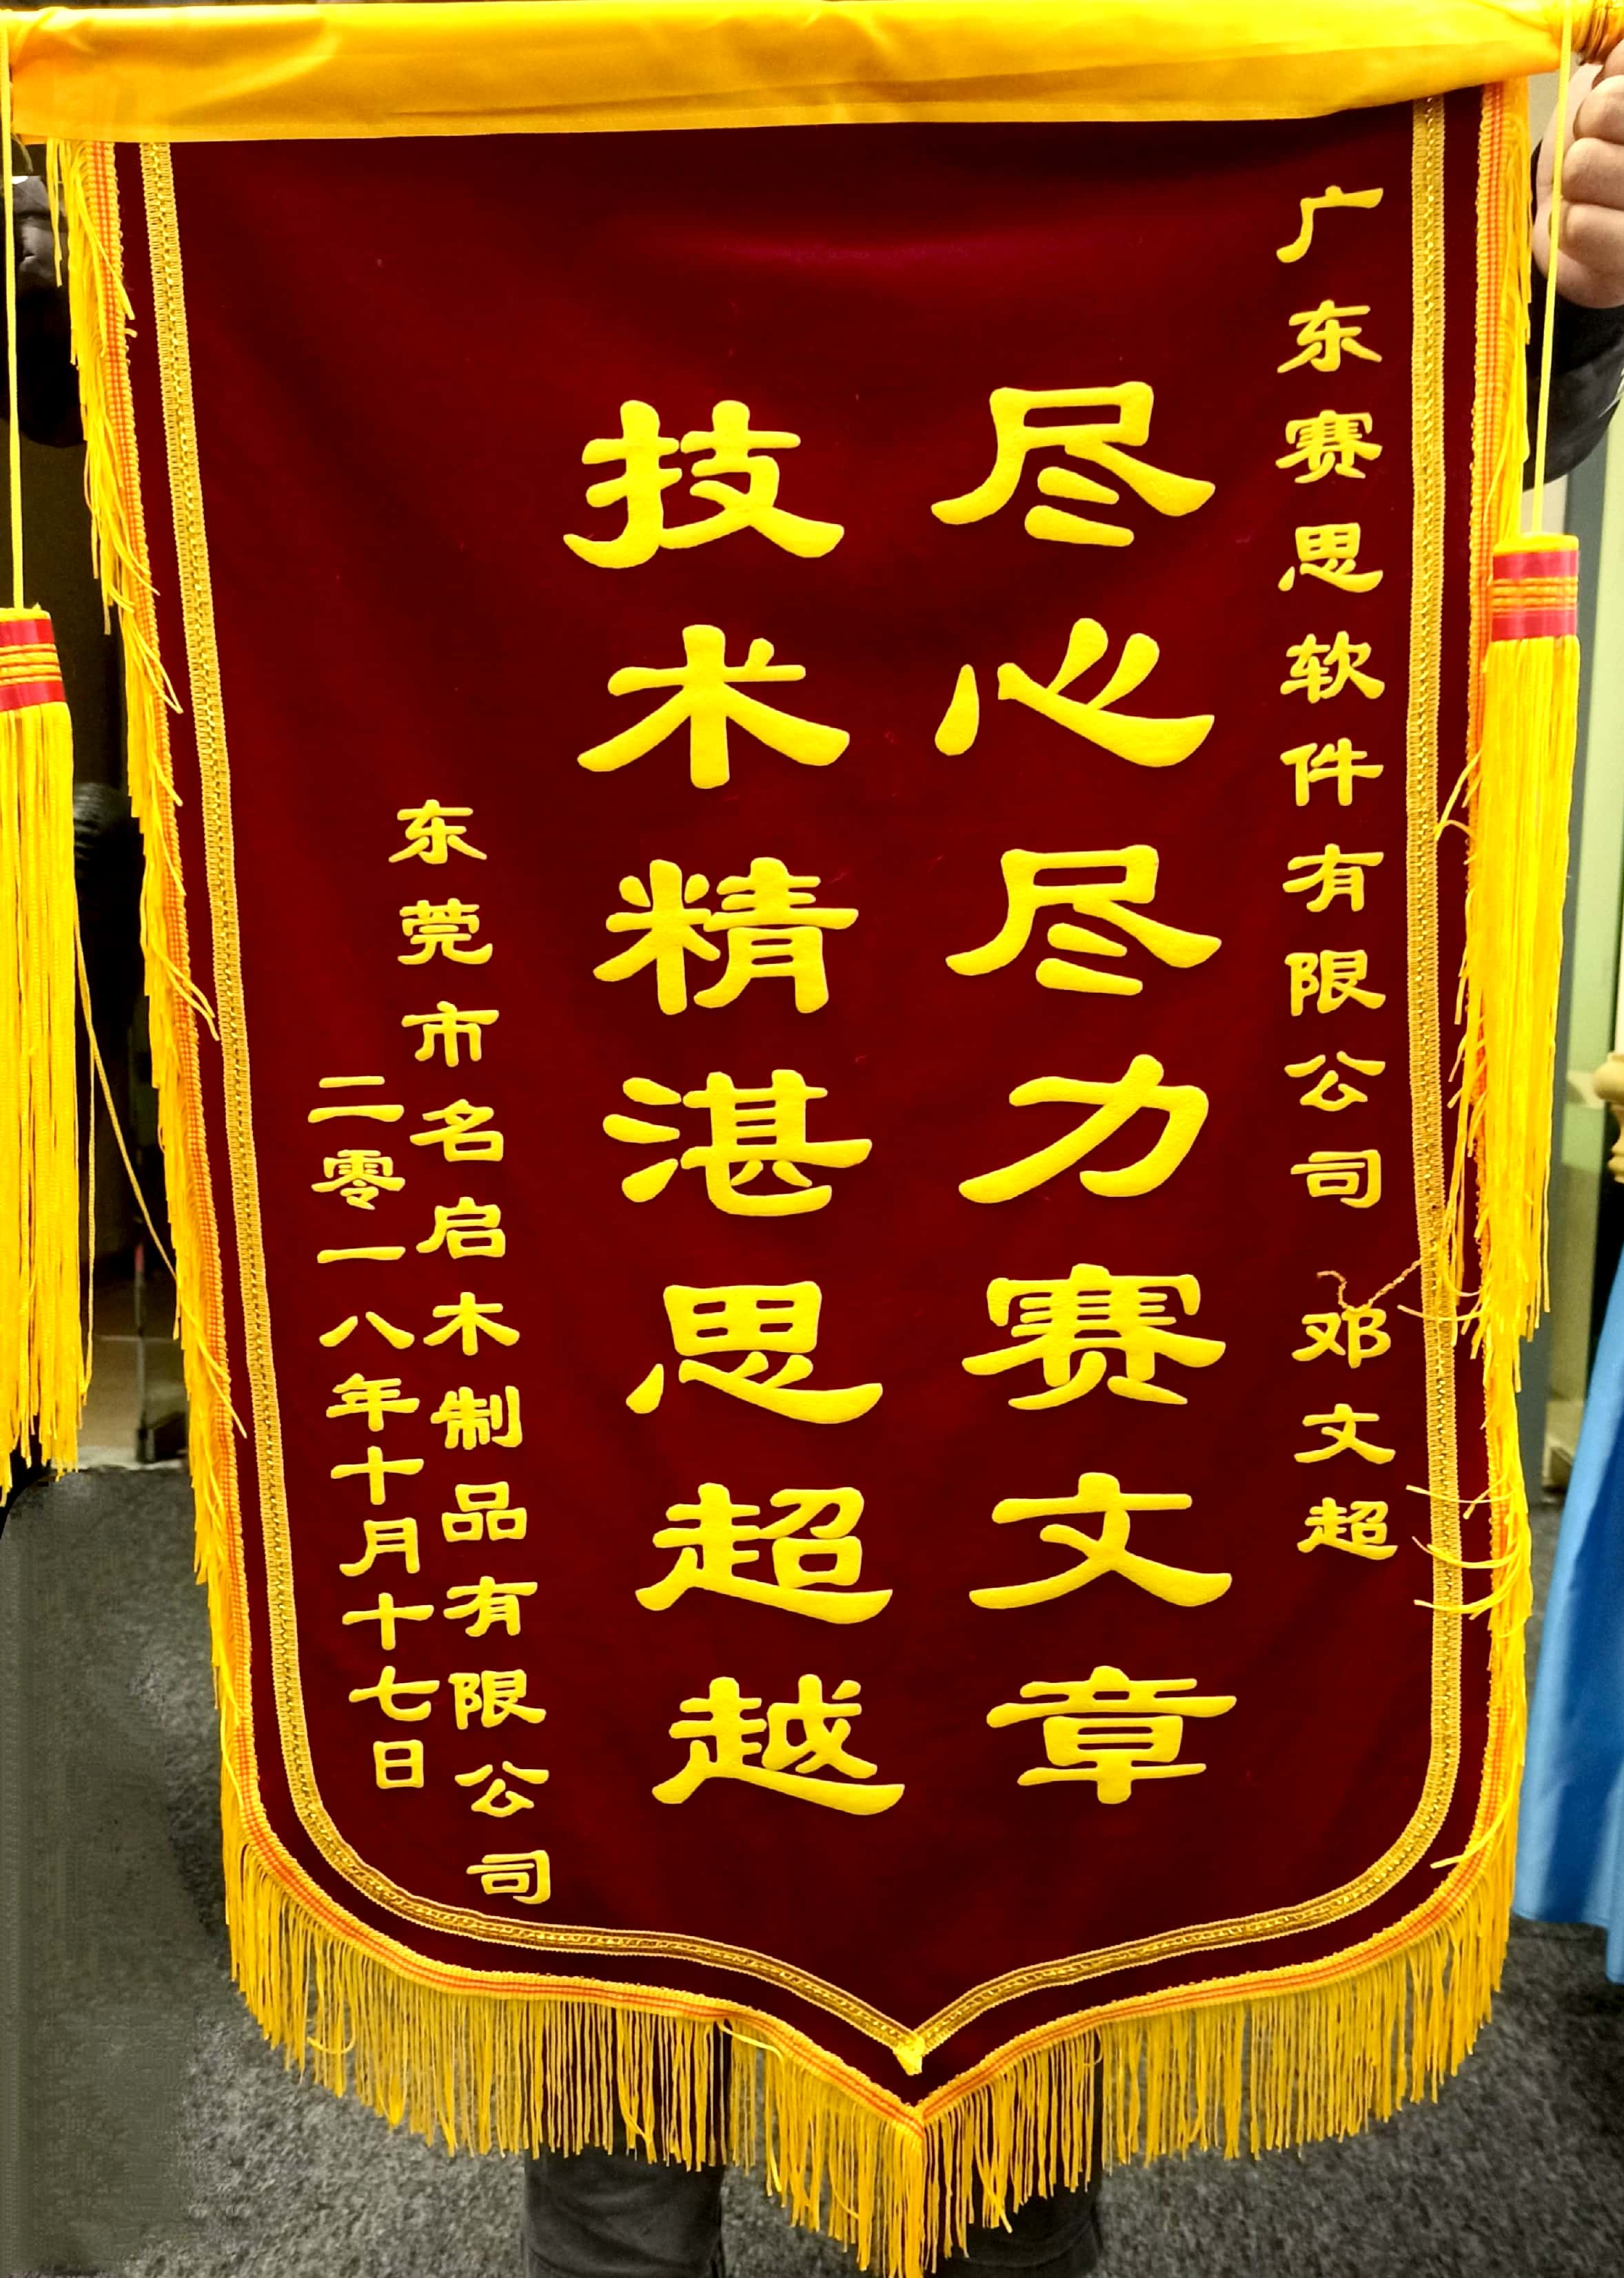 广东赛思软件有限公司 邓文超
尽心尽力赛文章
技术精湛思超越
东莞市名启木制品有限公司
二零一八年十月十七日